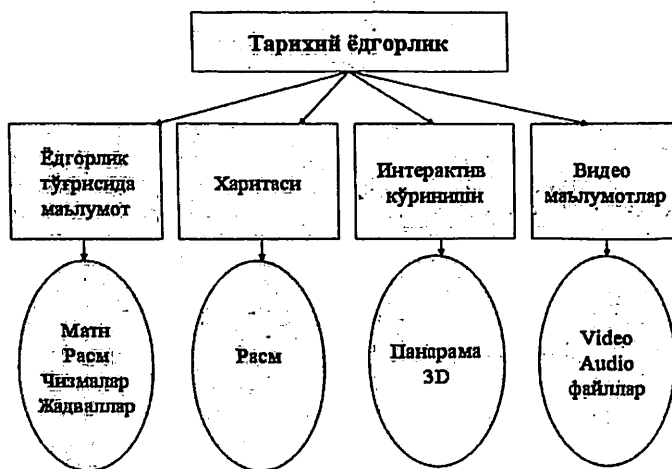 Тарихий ёдгорлик
Ёдгорлик
тўғрисида
маълумот
Харитаси
Интерактив
кўриниши
Видео
маълумотлар
Матн
Расм
Чизмалар
Жадваллар
Расм
Панарама
3D
Video
Audio
файллар